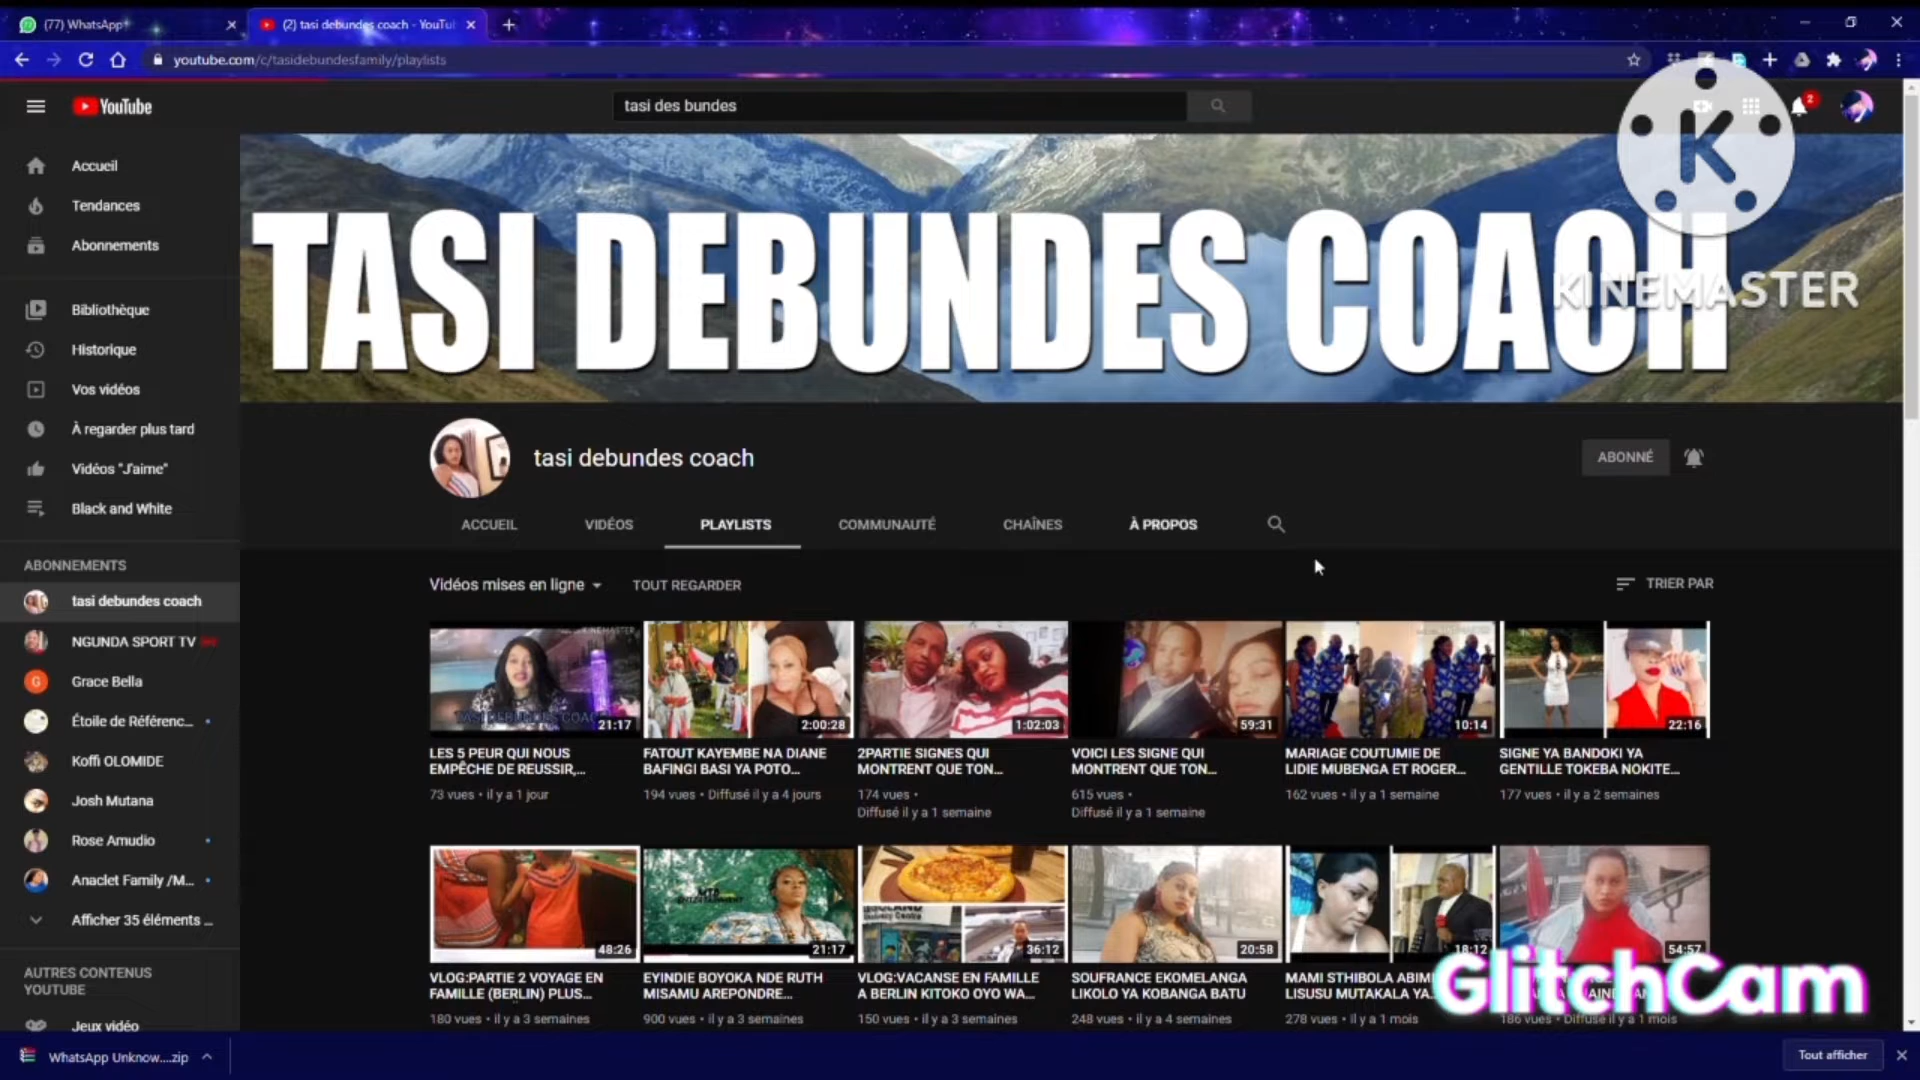 (77) WhatsApp
(2) tasi debundes coach - YouTu
youtube.com/c/tasidebundesfamily/playlists
YouTube
tasi des bundes
2
K
KINEMASTER
TASI DEBUNDES COACH
Accueil
Tendances
Abonnements
Bibliothèque
Historique
Vos vidéos
À regarder plus tard
Vidéos "J'aime"
Black and White
ABONNEMENTS
tasi debundes coach
NGUNDA SPORT TV
G
Grace Bella
Étoile de Référenc...
Koffi OLOMIDE
Josh Mutana
Rose Amudio
Anaclet Family /M...
Afficher 35 éléments ...
AUTRES CONTENUS
YOUTUBE
Jeux vidéo
tasi debundes coach
ABONNÉ
ACCUEIL VIDÉOS PLAYLISTS COMMUNAUTÉ CHAÎNES À PROPOS
Vidéos mises en ligne TOUT REGARDER
TRIER PAR
21:17
LES 5 PEUR QUI NOUS
EMPÊCHE DE REUSSIR,...
73 vues • il y a 1 jour
2:00:28
FATOUT KAYEMBE NA DIANE
BAFINGI BASI YA POTO...
194 vues • Diffusé il y a 4 jours
1:02:03
2PARTIE SIGNES QUI
MONTRENT QUE TON...
174 vues •
Diffusé il y a 1 semaine
59:31
VOICI LES SIGNE QUI
MONTRENT QUE TON...
615 vues •
Diffusé il y a 1 semaine
10:14
MARIAGE COUTUMIE DE
LIDIE MUBENGA ET ROGER...
162 vues • il y a 1 semaine
22:16
SIGNE YA BANDOKI YA
GENTILLE TOKEBA NOKITE...
177 vues • il y a 2 semaines
48:26
VLOG:PARTIE 2 VOYAGE EN
FAMILLE (BERLIN) PLUS...
180 vues • il y a 3 semaines
21:17
EYINDIE BOYOKA NDE RUTH
MISAMU AREPONDRE...
900 vues • il y a 3 semaines
36:12
VLOG:VACANSE EN FAMILLE
A BERLIN KITOKO OYO WA...
150 vues • il y a 3 semaines
20:58
SOUFRANCE EKOMELANGA
LIKOLO YA KOBANGA BATU
248 vues • il y a 4 semaines
18:12
MAMI STHIBOLA ABIM
LISUSU MUTAKALA YA
278 vues • il y a 1 mois
54:57
186 vues • Diffusé il y a 1 mois
GlitchCam
WhatsApp Unknow....zip
Tout afficher